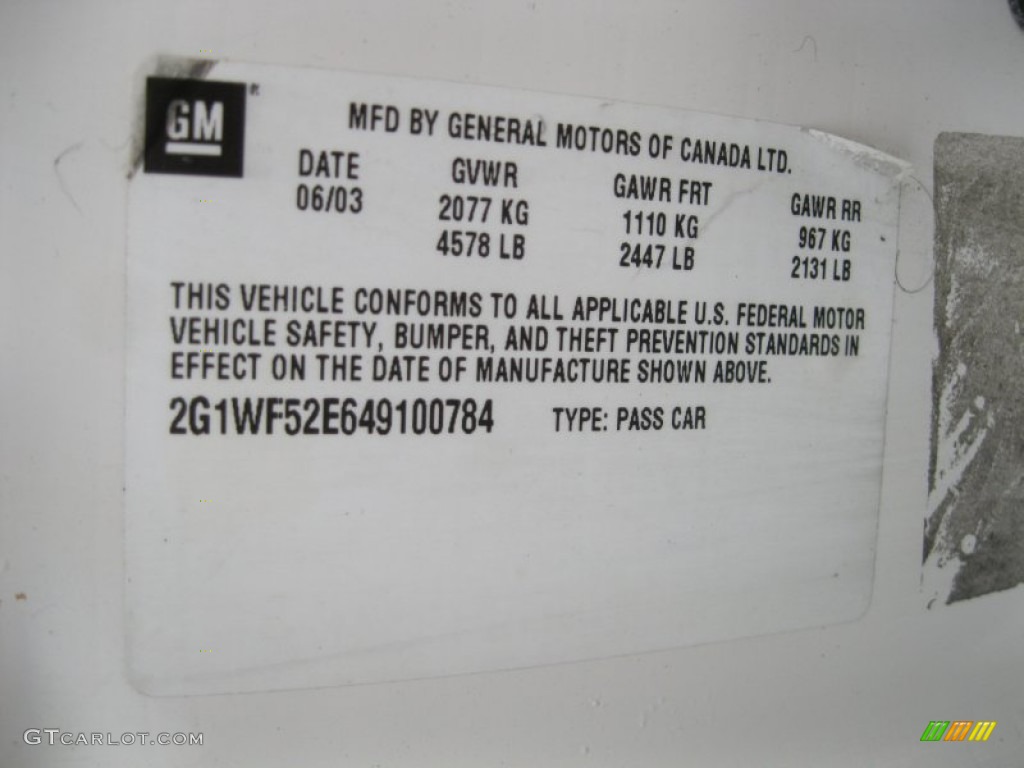 GM ®
MFD BY GENERAL MOTORS OF CANADA LTD.
DATE GVWR GAWR FRT GAWR RR
06/03 2077 KG 1110 KG 967 KG
4578 LB 2447 LB 2131 LB
THIS VEHICLE CONFORMS TO ALL APPLICABLE U.S. FEDERAL MOTOR
VEHICLE SAFETY, BUMPER, AND THEFT PREVENTION STANDARDS IN
EFFECT ON THE DATE OF MANUFACTURE SHOWN ABOVE.
2G1WF52E649100784 TYPE: PASS CAR
GTCARLOT.COM